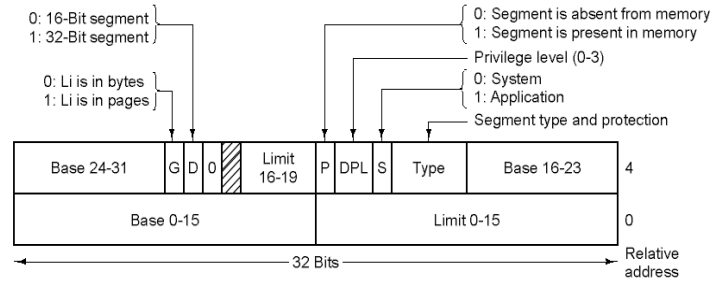 0: 16-Bit segment
1: 32-Bit segment
0: Segment is absent from memory
1: Segment is present in memory
Privilege level (0-3)
0: Li is in bytes
1: Li is in pages
0: System
1: Application
Segment type and protection
Base 24-31 G D 0 Limit 16-19 P DPL S Type Base 16-23 4
Base 0-15 Limit 0-15 0
32 Bits
Relative
address